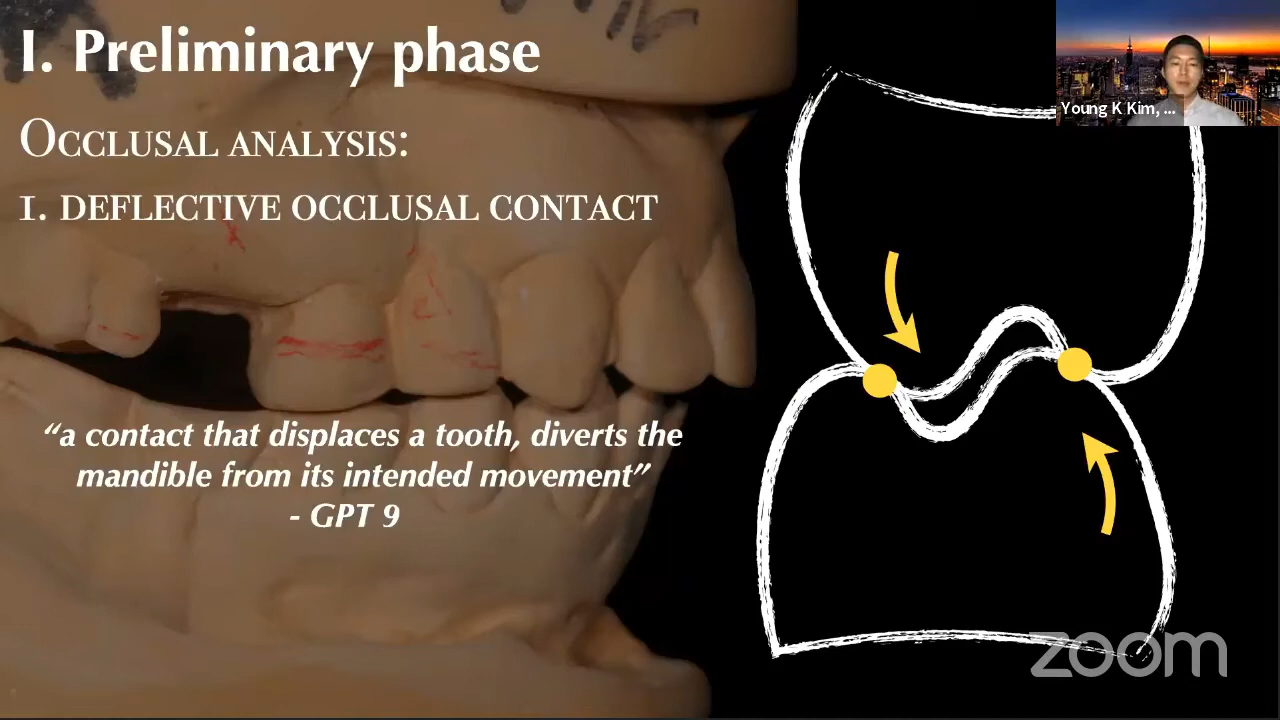 I. Preliminary phase
Occlusal analysis:
1. deflective occlusal contact
“a contact that displaces a tooth, diverts the
mandible from its intended movement”
- GPT 9
Young K Kim, ...
zoom